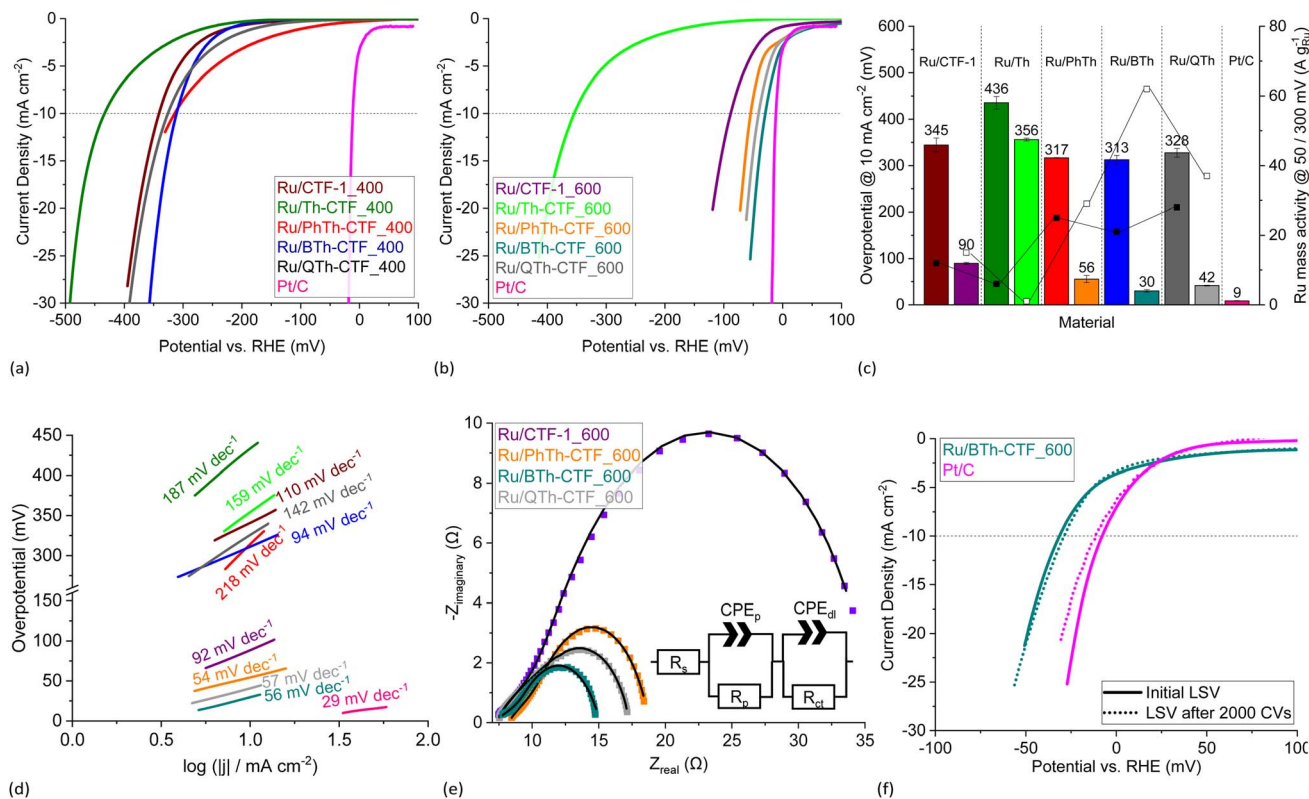 0
-5
-10
-15
-20
-25
-30
Current Density (mA cm-2)
Ru/CTF-1_400
Ru/Th-CTF_400
Ru/PhTh-CTF_400
Ru/BTh-CTF_400
Ru/QTh-CTF_400
Pt/C
-500 -400 -300 -200 -100 0 100
Potential vs. RHE (mV)
(a)
0
-5
-10
-15
-20
-25
-30
Current Density (mA cm-2)
Ru/CTF-1_600
Ru/Th-CTF_600
Ru/PhTh-CTF_600
Ru/BTh-CTF_600
Ru/QTh-CTF_600
Pt/C
-500 -400 -300 -200 -100 0 100
Potential vs. RHE (mV)
(b)
600
500
400
300
200
100
0
Overpotential @ 10 mA cm-2 (mV)
Ru/CTF-1 Ru/Th Ru/PhTh Ru/BTh Ru/QTh Pt/C
345 90 436 356 317 56 313 30 328 42 9
80
60
40
20
0
Ru mass activity @ 50 / 300 mV (A g-1Ru)
Material
(c)
450
400
350
300
150
100
50
0
Overpotential (mV)
187 mV dec-1
159 mV dec-1
110 mV dec-1
142 mV dec-1
94 mV dec-1
218 mV dec-1
92 mV dec-1
54 mV dec-1
57 mV dec-1
56 mV dec-1
29 mV dec-1
0.0 0.5 1.0 1.5 2.0
log (|j| / mA cm-2)
(d)
10
8
6
4
2
0
-Zimaginary (Ω)
Ru/CTF-1_600
Ru/PhTh-CTF_600
Ru/BTh-CTF_600
Ru/QTh-CTF_600
CPEp CPEdl
Rs
Rp Rct
10 15 20 25 30 35
Zreal (Ω)
(e)
0
-5
-10
-15
-20
-25
-30
Current Density (mA cm-2)
Ru/BTh-CTF_600
Pt/C
Initial LSV
LSV after 2000 CVs
-100 -50 0 50 100
Potential vs. RHE (mV)
(f)